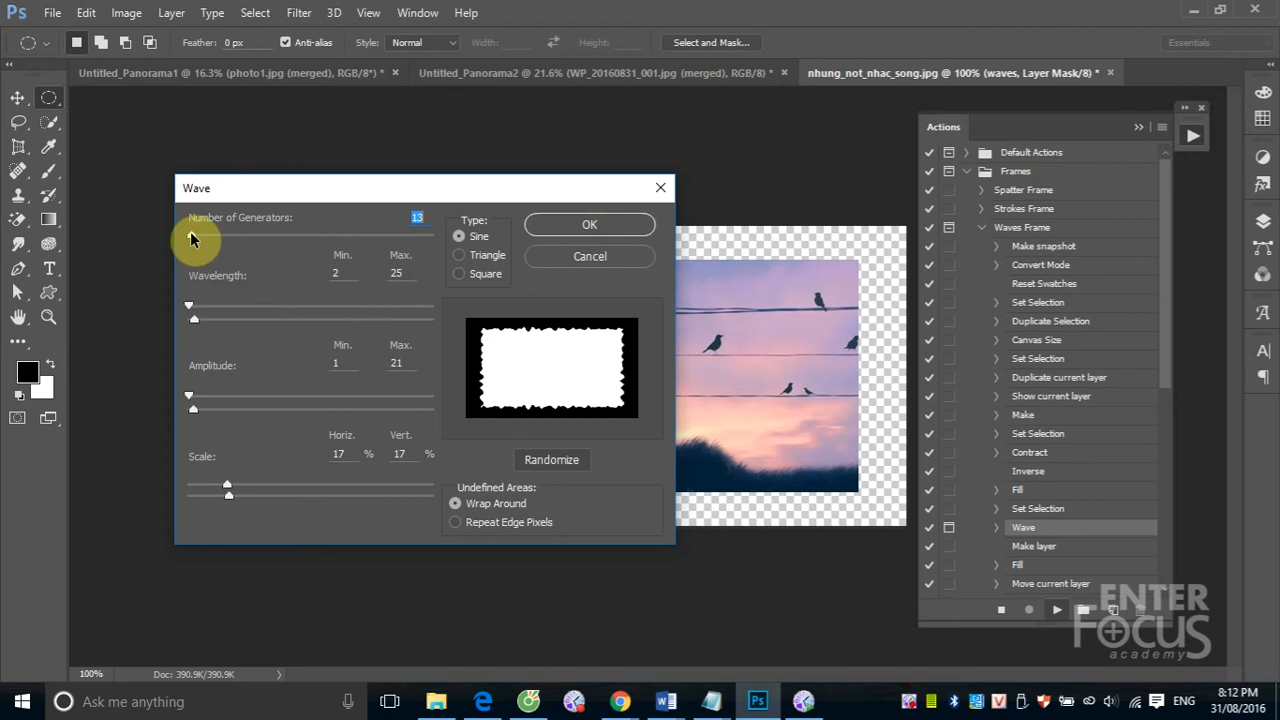 Ps File Edit Image Layer Type Select Filter 3D View Window Help
Feather: 0 px Anti-alias Style: Normal Width: Height: Select and Mask... Essentials
Untitled_Panorama1 @ 16.3% (photo1.jpg (merged), RGB/8*) * × Untitled_Panorama2 @ 21.6% (WP_20160831_001.jpg (merged), RGB/8) * × nhung_not_nhac_song.jpg @ 100% (waves, Layer Mask/8) * ×
Wave
Number of Generators: 13
Min. Max.
Wavelength: 2 25
Min. Max.
Amplitude: 1 21
Horiz. Vert.
Scale: 17 % 17 %
Type:
Sine
Triangle
Square
OK
Cancel
Randomize
Undefined Areas:
Wrap Around
Repeat Edge Pixels
Actions
Default Actions
Frames
Spatter Frame
Strokes Frame
Waves Frame
Make snapshot
Convert Mode
Reset Swatches
Set Selection
Duplicate Selection
Canvas Size
Set Selection
Duplicate current layer
Show current layer
Make
Set Selection
Contract
Inverse
Fill
Set Selection
Wave
Make layer
Fill
Move current layer
ENTER
FOCUS
academy
100% Doc: 390.9K/390.9K
Ask me anything
ENG
8:12 PM
31/08/2016